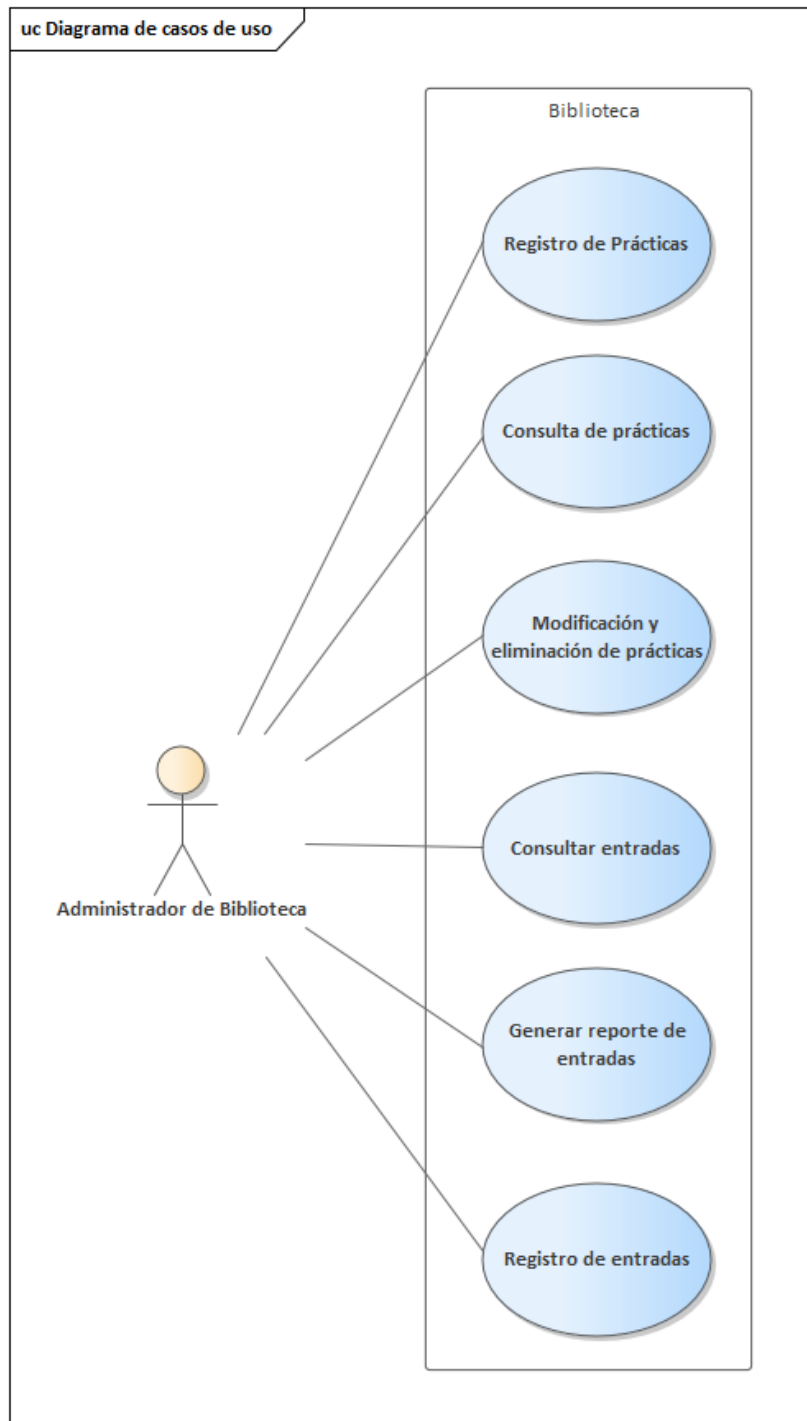 uc Diagrama de casos de uso
Biblioteca
Registro de Prácticas
Consulta de prácticas
Modificación y
eliminación de prácticas
Consultar entradas
Administrador de Biblioteca
Generar reporte de
entradas
Registro de entradas